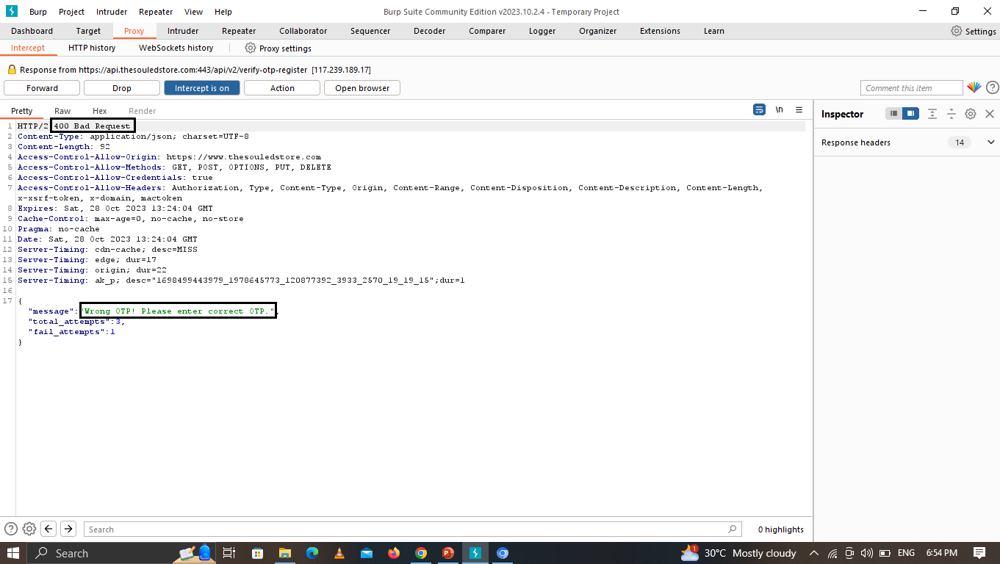 Burp Project Intruder Repeater View Help Burp Suite Community Edition v2023.10.2.4 - Temporary Project
Dashboard Target Proxy Intruder Repeater Collaborator Sequencer Decoder Comparer Logger Organizer Extensions Learn Settings
Intercept HTTP history WebSockets history Proxy settings
Response from https://api.thesouledstore.com:443/api/v2/verify-otp-register [117.239.189.17]
Forward Drop Intercept is on Action Open browser Comment this item
Pretty Raw Hex Render \n Inspector
1 HTTP/2 400 Bad Request
2 Content-Type: application/json; charset=UTF-8
3 Content-Length: 92
Response headers 14
4 Access-Control-Allow-Origin: https://www.thesouledstore.com
5 Access-Control-Allow-Methods: GET, POST, OPTIONS, PUT, DELETE
6 Access-Control-Allow-Credentials: true
7 Access-Control-Allow-Headers: Authorization, Type, Content-Type, Origin, Content-Range, Content-Disposition, Content-Description, Content-Length,
x-xsrf-token, x-domain, mactoken
8 Expires: Sat, 28 Oct 2023 13:24:04 GMT
9 Cache-Control: max-age=0, no-cache, no-store
10 Pragma: no-cache
11 Date: Sat, 28 Oct 2023 13:24:04 GMT
12 Server-Timing: cdn-cache; desc=MISS
13 Server-Timing: edge; dur=17
14 Server-Timing: origin; dur=22
15 Server-Timing: ak_p; desc="1698499443979_1978645773_120877392_3933_2570_19_19_15";dur=1
16
17 {
"message":"Wrong OTP! Please enter correct OTP.",
"total_attempts":3,
"fail_attempts":1
}
Search 0 highlights
Search 1 30°C Mostly cloudy ENG 6:54 PM